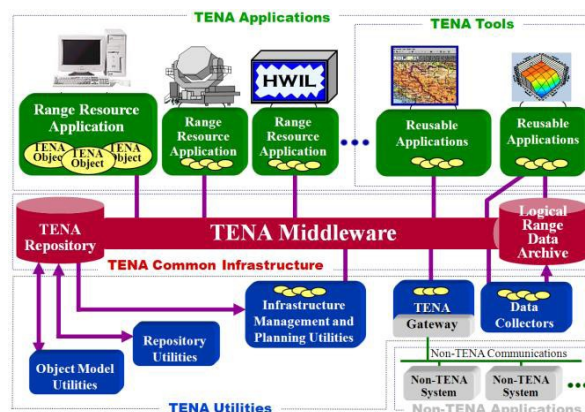 TENA Applications
TENA Tools
HWIL
Range Resource
Application
TENA
Object
TENA
Object
TENA
Object
Range Resource
Application
Range Resource
Application
Reusable
Applications
Reusable
Applications
TENA
Repository
TENA Middleware
Logical
Range
Data
Archive
TENA Common Infrastructure
Infrastructure
Management and
Planning Utilities
TENA
Gateway
Data
Collectors
Repository
Utilities
Object Model
Utilities
Non-TENA Communications
Non-TENA
System
Non-TENA
System
TENA Utilities
Non-TENA Applications